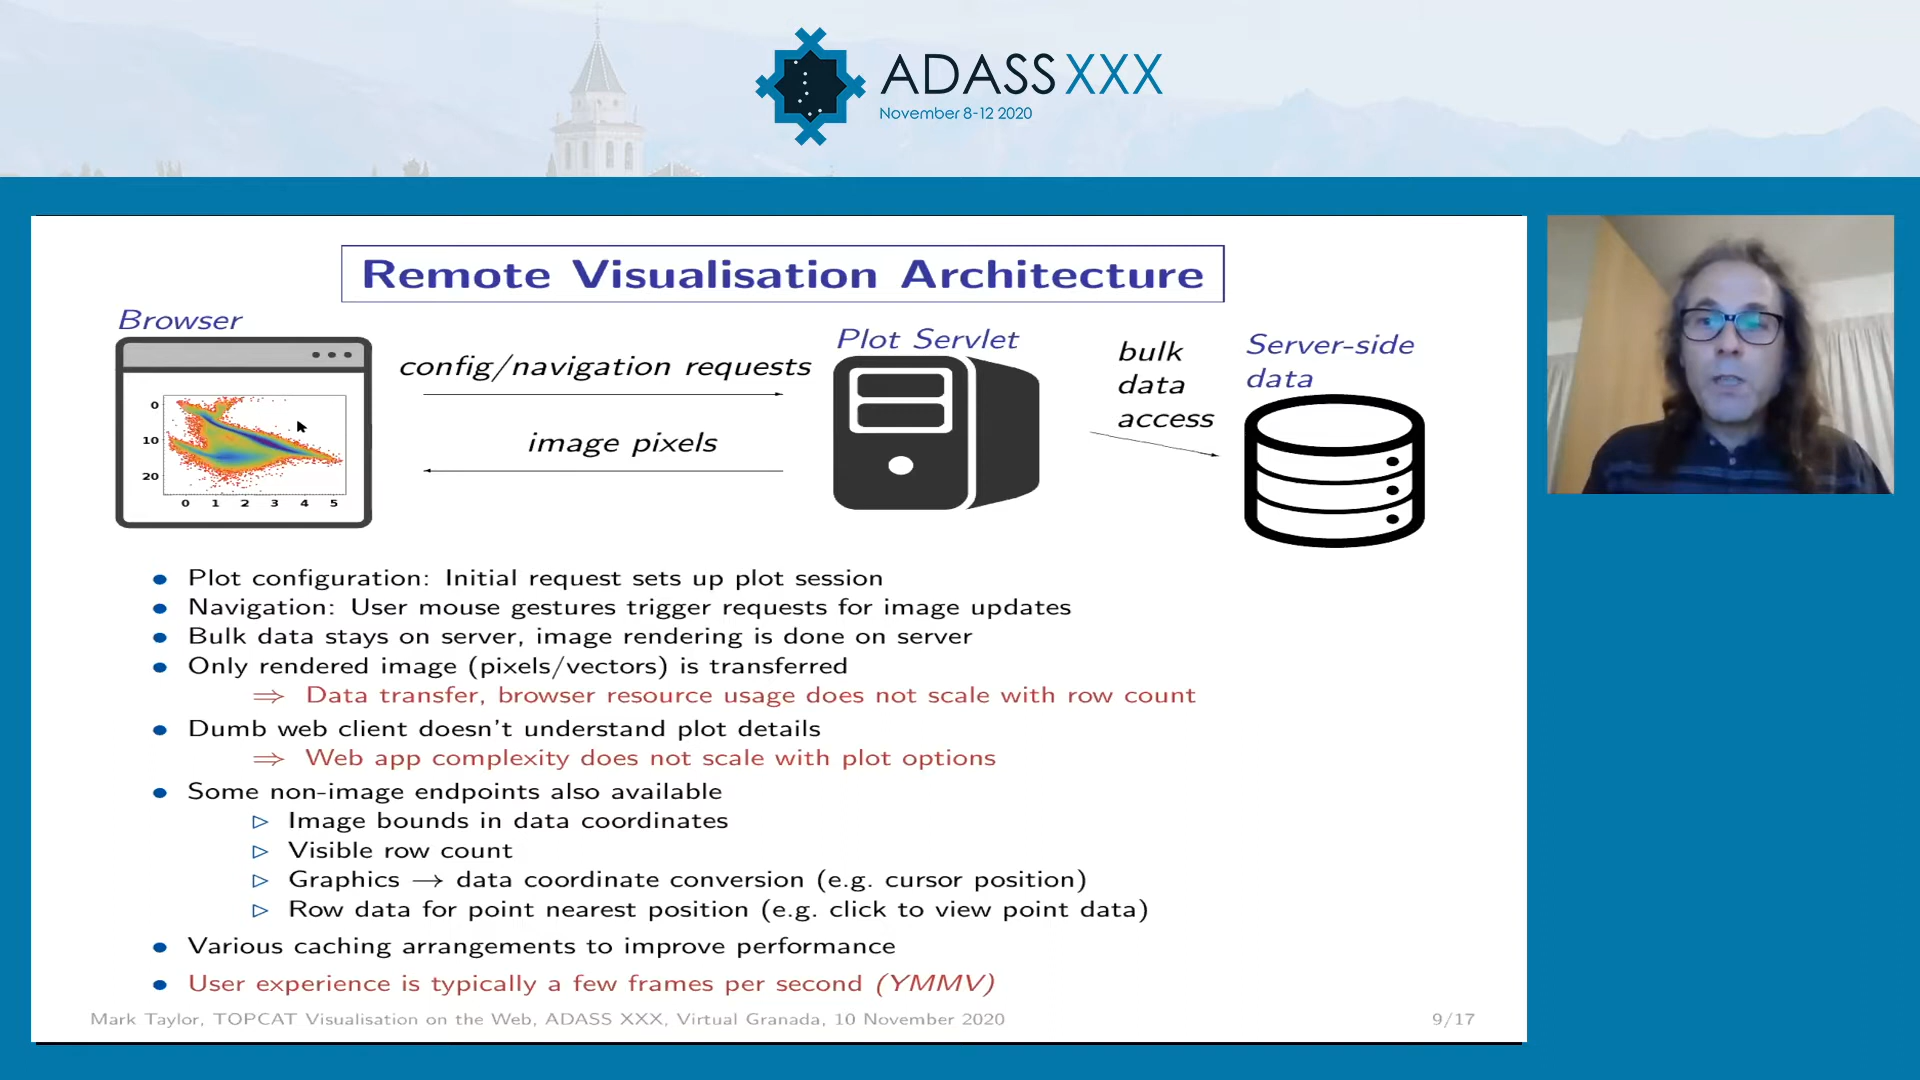 ADASS XXX
November 8-12 2020
Remote Visualisation Architecture
Browser
config/navigation requests
image pixels
Plot Servlet
bulk
data
access
Server-side
data
0
10
20
0 1 2 3 4 5
• Plot configuration: Initial request sets up plot session
• Navigation: User mouse gestures trigger requests for image updates
• Bulk data stays on server, image rendering is done on server
• Only rendered image (pixels/vectors) is transferred
⇒ Data transfer, browser resource usage does not scale with row count
• Dumb web client doesn't understand plot details
⇒ Web app complexity does not scale with plot options
• Some non-image endpoints also available
▷ Image bounds in data coordinates
▷ Visible row count
▷ Graphics → data coordinate conversion (e.g. cursor position)
▷ Row data for point nearest position (e.g. click to view point data)
• Various caching arrangements to improve performance
• User experience is typically a few frames per second (YMMV)
Mark Taylor, TOPCAT Visualisation on the Web, ADASS XXX, Virtual Granada, 10 November 2020
9/17